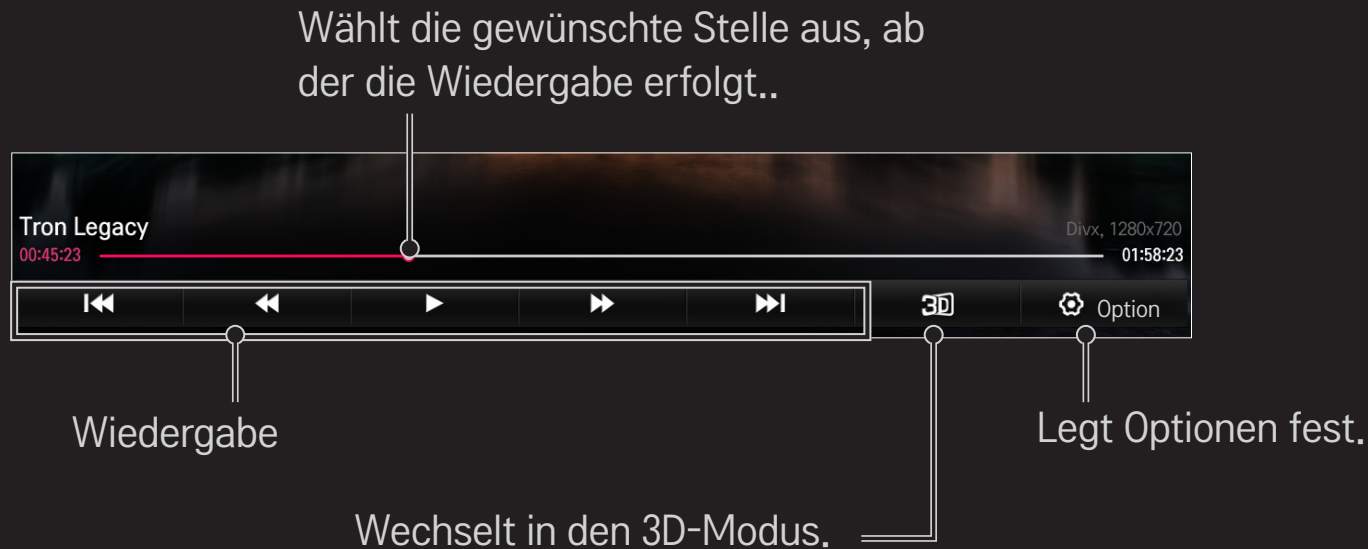 Wählt die gewünschte Stelle aus, ab
der die Wiedergabe erfolgt..
Tron Legacy
Divx, 1280x720
00:45:23
01:58:23
3D
Option
Wiedergabe
Legt Optionen fest.
Wechselt in den 3D-Modus.